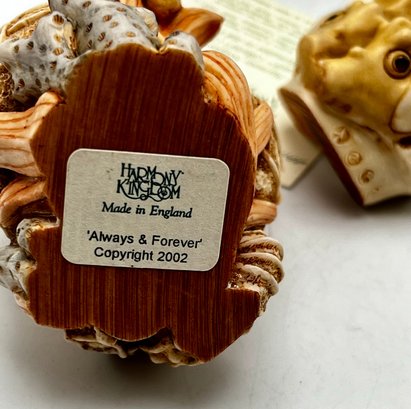 HARMONY
KINGDOM
Made in England
'Always & Forever'
Copyright 2002